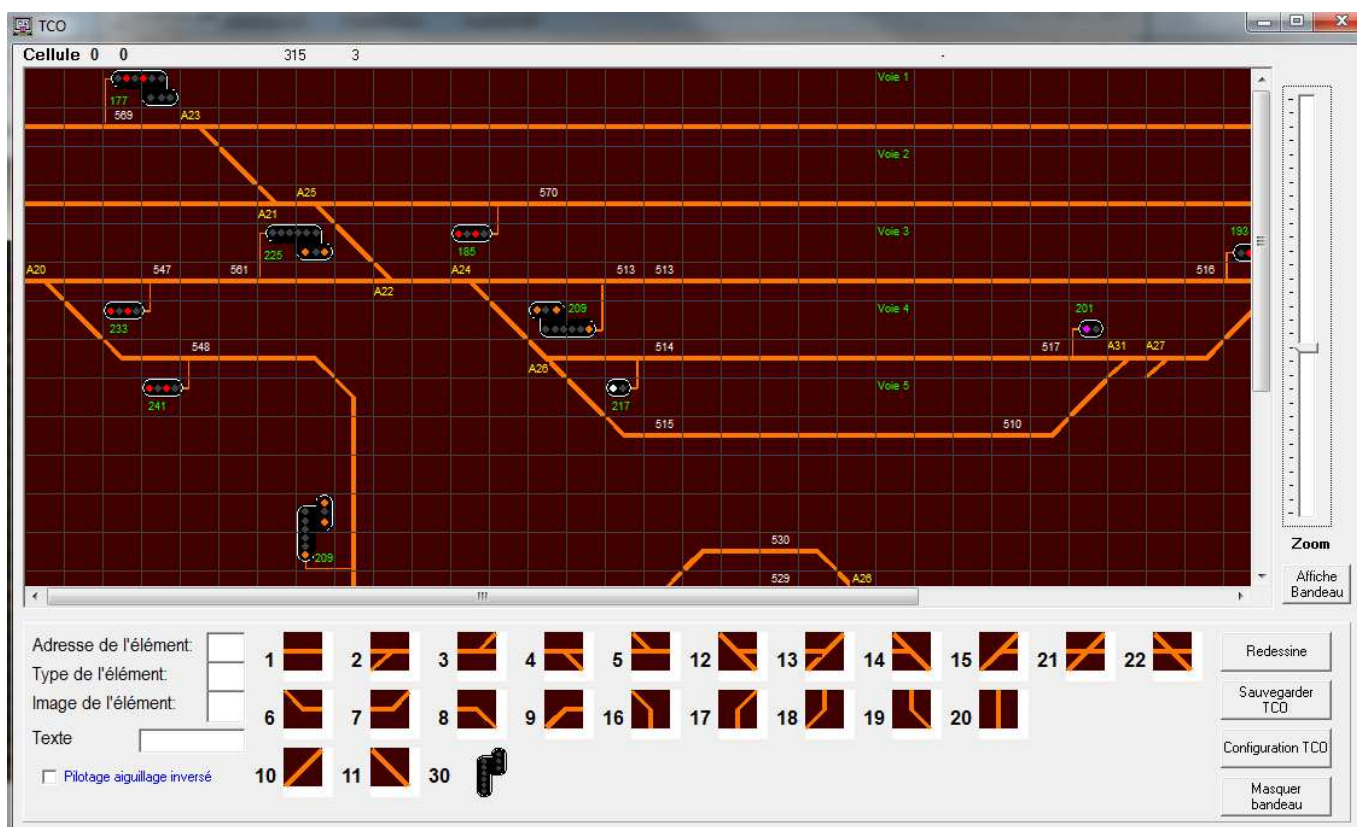 TCO
Cellule 0 0 315 3 -
Voie 1
177
569 A23
Voie 2
A25 570
A21
Voie 3 193
225 185
A20 547 561 A24 513 513 516
A22
209 Voie 4 201
233
548 514 517 A31 A27
A26
Voie 5
241 217
515 510
530
209
529 A26
Zoom
Affiche
Bandeau
Adresse de l'élément:
Type de l'élément:
Image de l'élément:
Texte
Pilotage aiguillage inversé
1 2 3 4 5 12 13 14 15 21 22
6 7 8 9 16 17 18 19 20
10 11 30
Redessine
Sauvegarder
TCO
Configuration TCO
Masquer
bandeau